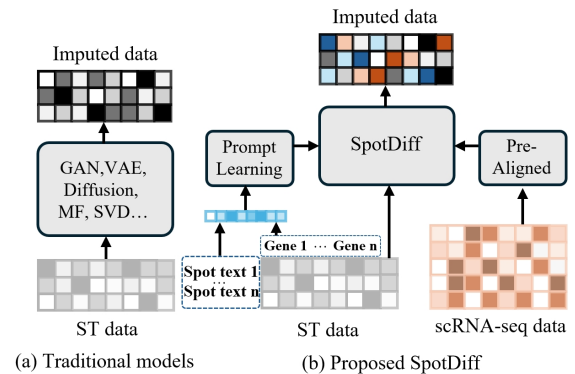 Imputed data
GAN,VAE,
Diffusion,
MF, SVD...
ST data
(a) Traditional models
Imputed data
Prompt
Learning
SpotDiff
Pre-
Aligned
Gene 1 ... Gene n
Spot text 1
...
Spot text n
ST data
scRNA-seq data
(b) Proposed SpotDiff